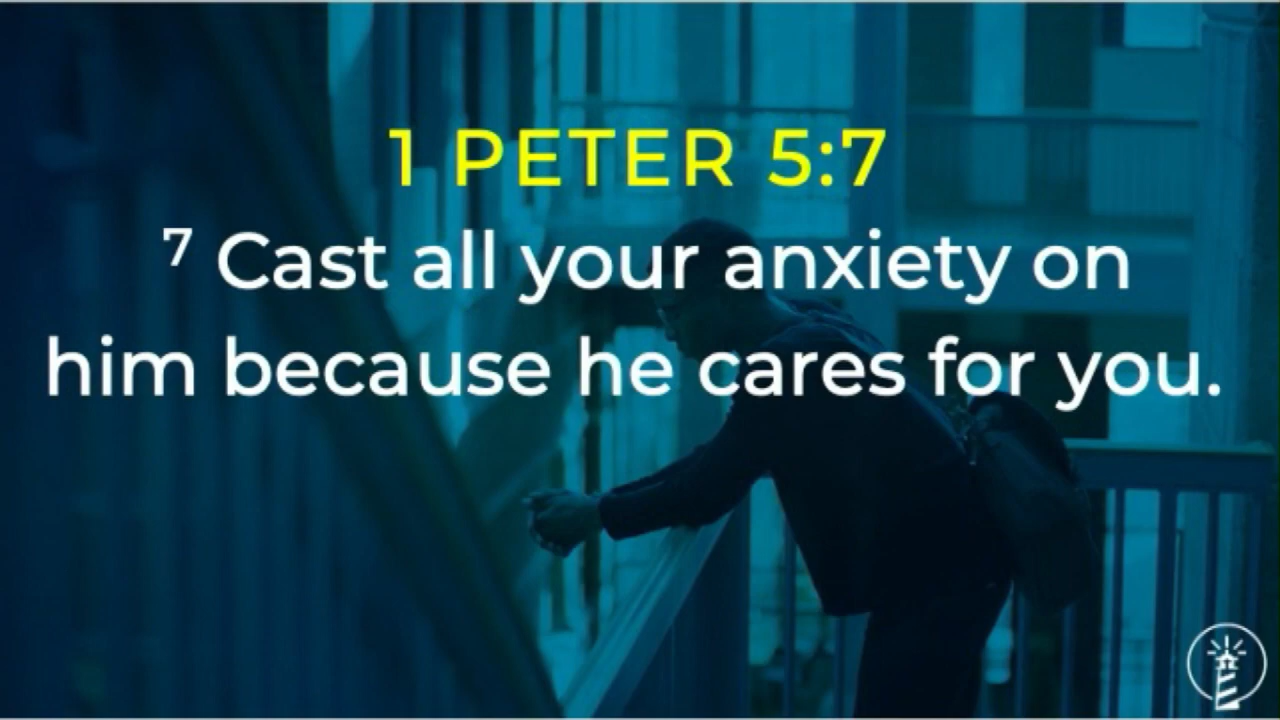 1 PETER 5:7
⁷ Cast all your anxiety on
him because he cares for you.